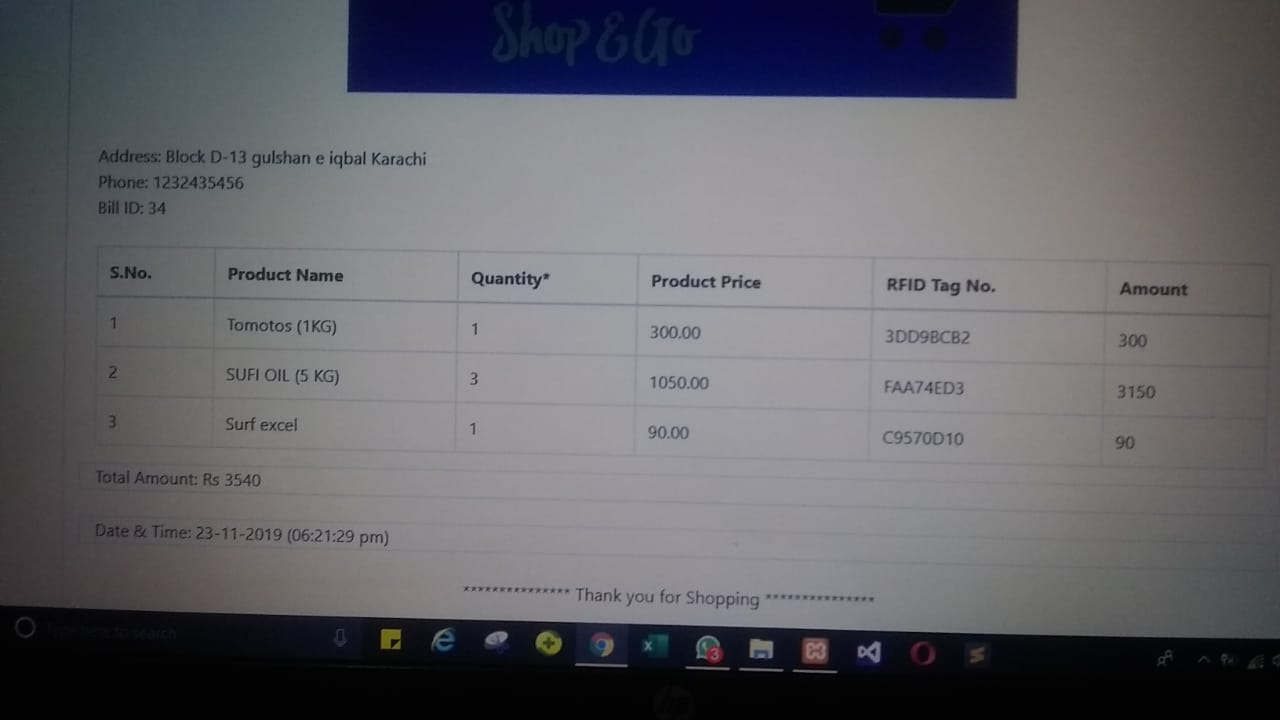 Shop & Go
Address: Block D-13 gulshan e iqbal Karachi
Phone: 1232435456
Bill ID: 34
S.No. Product Name Quantity* Product Price RFID Tag No. Amount
1 Tomotos (1KG) 1 300.00 3DD9BCB2 300
2 SUFI OIL (5 KG) 3 1050.00 FAA74ED3 3150
3 Surf excel 1 90.00 C9570D10 90
Total Amount: Rs 3540
Date & Time: 23-11-2019 (06:21:29 pm)
*************** Thank you for Shopping ***************
Type here to search
3
hp